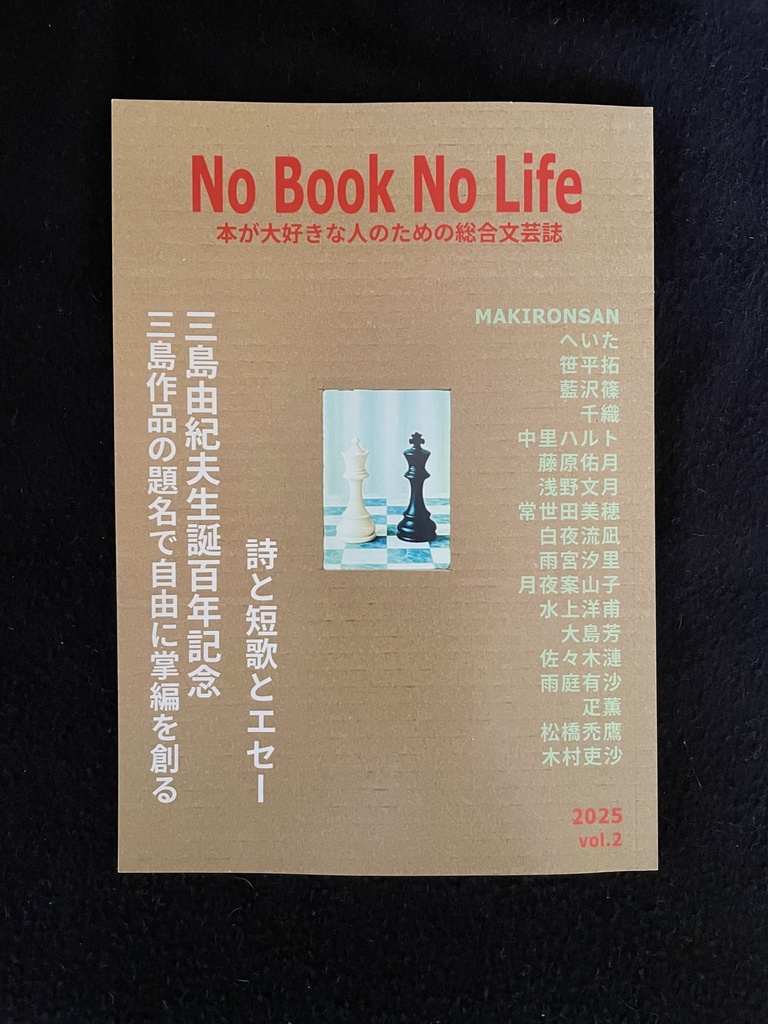 No Book No Life
本が大好きな人のための総合文芸誌
三島由紀夫生誕百年記念
三島作品の題名で自由に掌編を創る
詩と短歌とエセー
MAKIRONSAN
へいた
笹平拓
藍沢篠
千織
中里ハルト
藤原佑月
浅野文月
常世田美穂
白夜流凪
雨宮汐里
月夜案山子
水上洋甫
大島芳
佐々木漣
雨庭有沙
疋薫
松橋禿鷹
木村吏沙
2025
vol.2